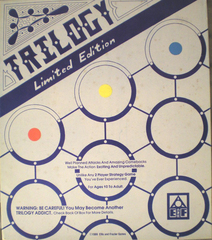 TRILOGY
Limited Edition
Well Planned Attacks And Amazing Comebacks
Make The Action Exciting And Unpredictable.
Unlike Any 2 Player Strategy Game
You've Ever Experienced!
For Ages 10 To Adult.
WARNING: BE CAREFUL! You May Become Another
TRILOGY ADDICT. Check Back Of Box For More Details.